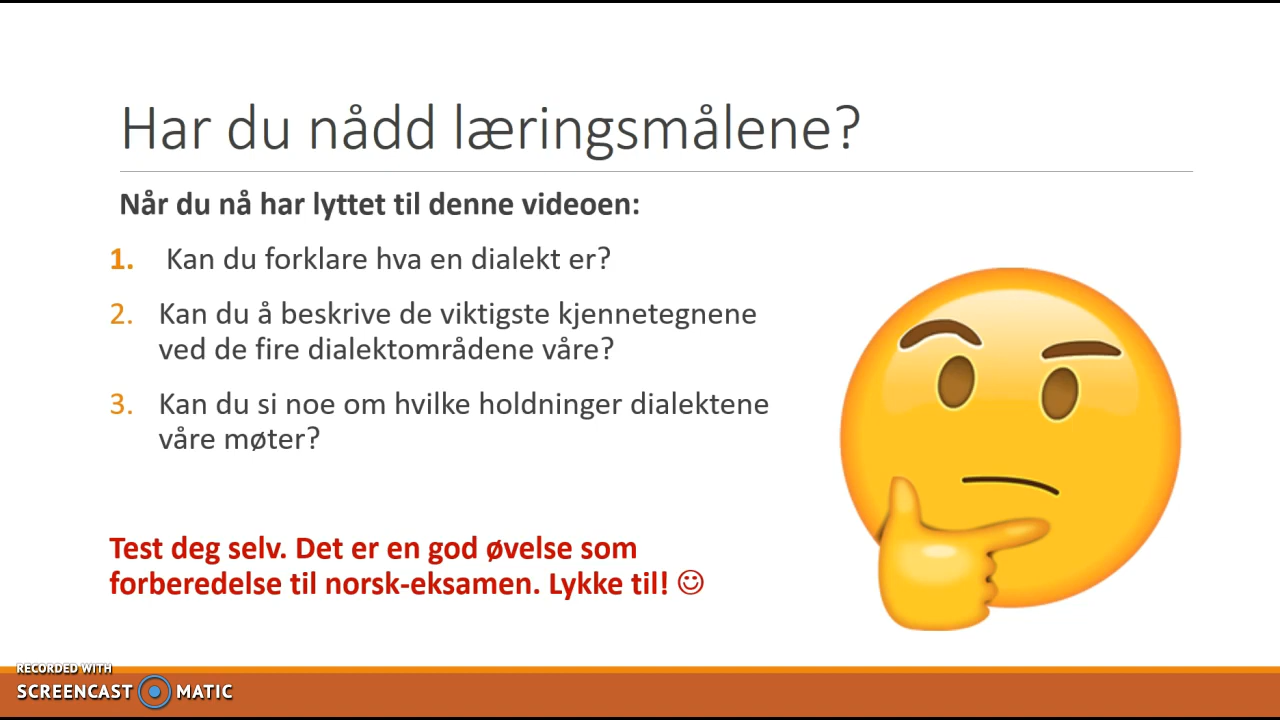 Har du nådd læringsmålene?
Når du nå har lyttet til denne videoen:
1. Kan du forklare hva en dialekt er?
2. Kan du å beskrive de viktigste kjennetegnene
ved de fire dialektområdene våre?
3. Kan du si noe om hvilke holdninger dialektene
våre møter?
Test deg selv. Det er en god øvelse som
forberedelse til norsk-eksamen. Lykke til! ☺
RECORDED WITH
SCREENCAST MATIC